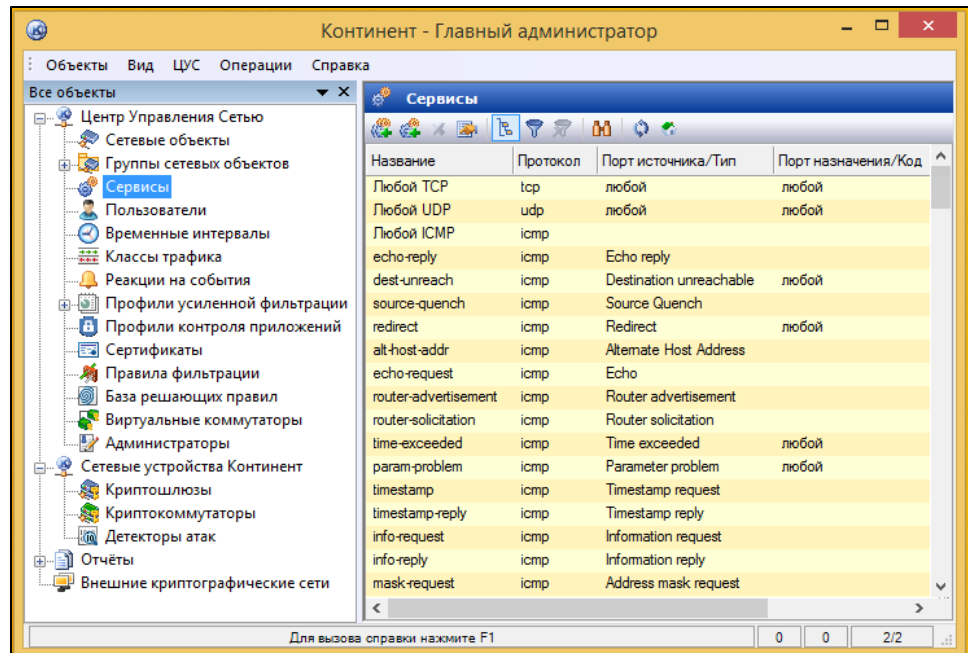 Континент - Главный администратор
Объекты Вид ЦУС Операции Справка
Все объекты
Центр Управления Сетью
Сетевые объекты
Группы сетевых объектов
Сервисы
Пользователи
Временные интервалы
Классы трафика
Реакции на события
Профили усиленной фильтрации
Профили контроля приложений
Сертификаты
Правила фильтрации
База решающих правил
Виртуальные коммутаторы
Администраторы
Сетевые устройства Континент
Криптошлюзы
Криптокоммутаторы
Детекторы атак
Отчёты
Внешние криптографические сети
Сервисы
Название Протокол Порт источника/Тип Порт назначения/Код
Любой TCP tcp любой любой
Любой UDP udp любой любой
Любой ICMP icmp
echo-reply icmp Echo reply
dest-unreach icmp Destination unreachable любой
source-quench icmp Source Quench
redirect icmp Redirect любой
alt-host-addr icmp Alternate Host Address
echo-request icmp Echo
router-advertisement icmp Router advertisement
router-solicitation icmp Router solicitation
time-exceeded icmp Time exceeded любой
param-problem icmp Parameter problem любой
timestamp icmp Timestamp request
timestamp-reply icmp Timestamp reply
info-request icmp Information request
info-reply icmp Information reply
mask-request icmp Address mask request
Для вызова справки нажмите F1 0 0 2/2